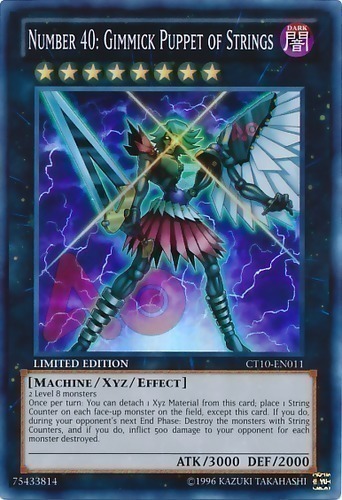 NUMBER 40: GIMMICK PUPPET OF STRINGS
DARK
闇
40
40
LIMITED EDITION
CT10-EN011
[MACHINE/XYZ/EFFECT]
2 Level 8 monsters
Once per turn: You can detach 1 Xyz Material from this card; place 1 String
Counter on each face-up monster on the field, except this card. If you do,
during your opponent's next End Phase: Destroy the monsters with String
Counters, and if you do, inflict 500 damage to your opponent for each
monster destroyed.
ATK/3000 DEF/2000
75433814
©1996 KAZUKI TAKAHASHI